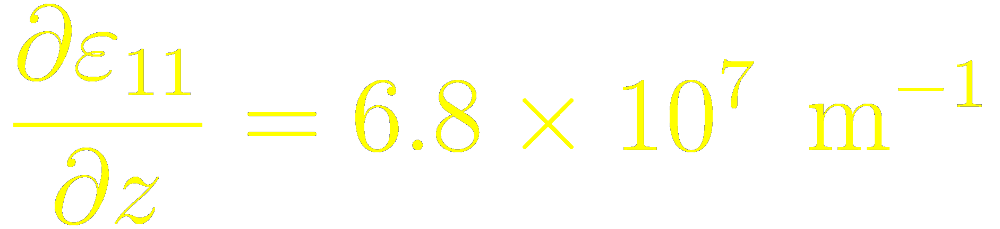 ∂ε₁₁/∂z = 6.8 × 10⁷ m⁻¹